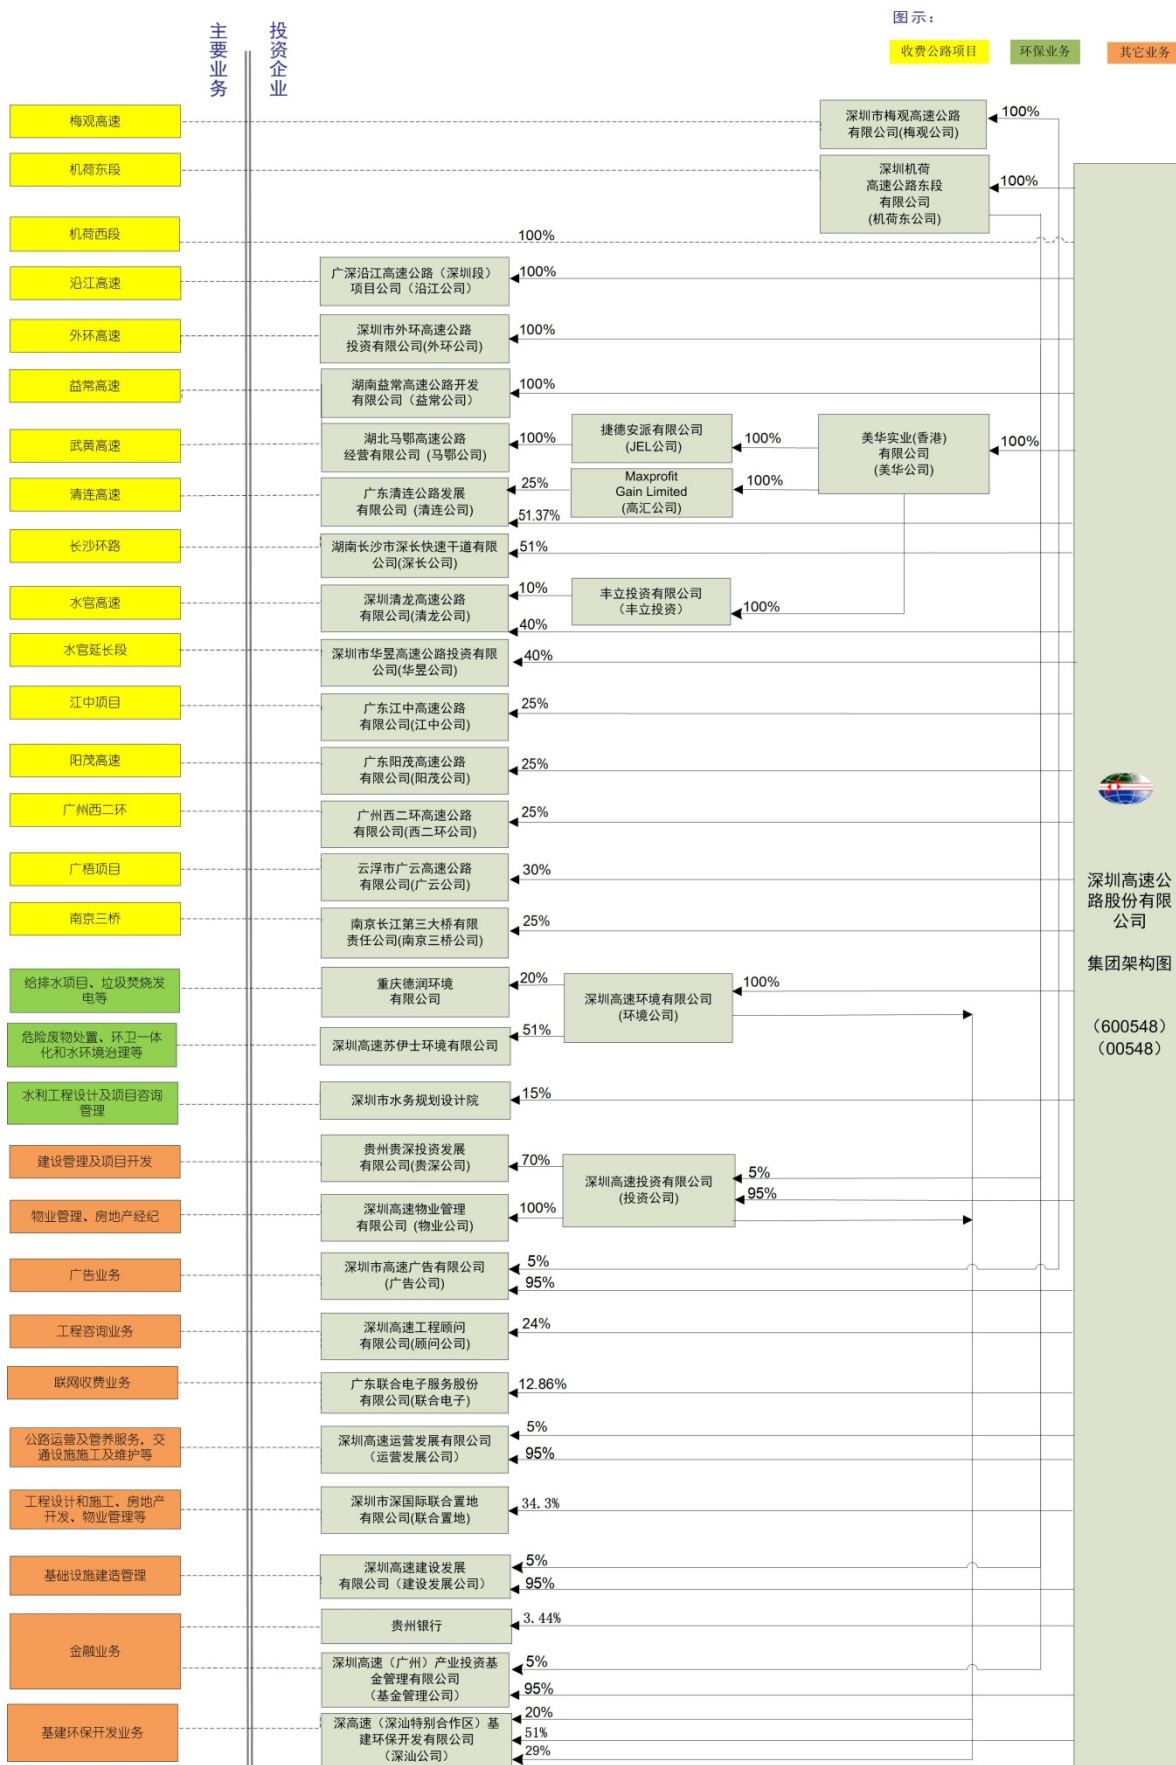 图示：
收费公路项目
环保业务
其它业务
主要业务
投资企业
梅观高速
深圳市梅观高速公路
有限公司(梅观公司)
100%
机荷东段
深圳机荷
高速公路东段
有限公司
(机荷东公司)
100%
机荷西段
100%
沿江高速
广深沿江高速公路（深圳段）
项目公司（沿江公司）
100%
外环高速
深圳市外环高速公路
投资有限公司(外环公司)
100%
益常高速
湖南益常高速公路开发
有限公司（益常公司）
100%
武黄高速
湖北马鄂高速公路
经营有限公司 (马鄂公司)
100%
捷德安派有限公司
(JEL公司)
100%
美华实业(香港)
有限公司
(美华公司)
100%
清连高速
广东清连公路发展
有限公司 (清连公司)
25%
51.37%
Maxprofit
Gain Limited
(高汇公司)
100%
长沙环路
湖南长沙市深长快速干道有限
公司(深长公司)
51%
水官高速
深圳清龙高速公路
有限公司(清龙公司)
10%
40%
丰立投资有限公司
（丰立投资）
100%
水官延长段
深圳市华昱高速公路投资有限
公司(华昱公司)
40%
江中项目
广东江中高速公路
有限公司(江中公司)
25%
阳茂高速
广东阳茂高速公路
有限公司(阳茂公司)
25%
广州西二环
广州西二环高速公路
有限公司(西二环公司)
25%
广梧项目
云浮市广云高速公路
有限公司(广云公司)
30%
南京三桥
南京长江第三大桥有限
责任公司(南京三桥公司)
25%
深圳高速公
路股份有限
公司
集团架构图
（600548）
（00548）
给排水项目、垃圾焚烧发
电等
重庆德润环境
有限公司
20%
深圳高速环境有限公司
(环境公司)
100%
危险废物处置、环卫一体
化和水环境治理等
深圳高速苏伊士环境有限公司
51%
水利工程设计及项目咨询
管理
深圳市水务规划设计院
15%
建设管理及项目开发
贵州贵深投资发展
有限公司(贵深公司)
70%
深圳高速投资有限公司
(投资公司)
5%
95%
物业管理、房地产经纪
深圳高速物业管理
有限公司 (物业公司)
100%
广告业务
深圳市高速广告有限公司
(广告公司)
5%
95%
工程咨询业务
深圳高速工程顾问
有限公司(顾问公司)
24%
联网收费业务
广东联合电子服务股份
有限公司(联合电子)
12.86%
公路运营及管养服务，交
通设施施工及维护等
深圳高速运营发展有限公司
（运营发展公司）
5%
95%
工程设计和施工、房地产
开发、物业管理等
深圳市深国际联合置地
有限公司(联合置地)
34.3%
基础设施建造管理
深圳高速建设发展
有限公司（建设发展公司）
5%
95%
金融业务
贵州银行
3.44%
深圳高速（广州）产业投资基
金管理有限公司
（基金管理公司）
5%
95%
基建环保开发业务
深高速（深汕特别合作区）基
建环保开发有限公司
（深汕公司）
20%
51%
29%